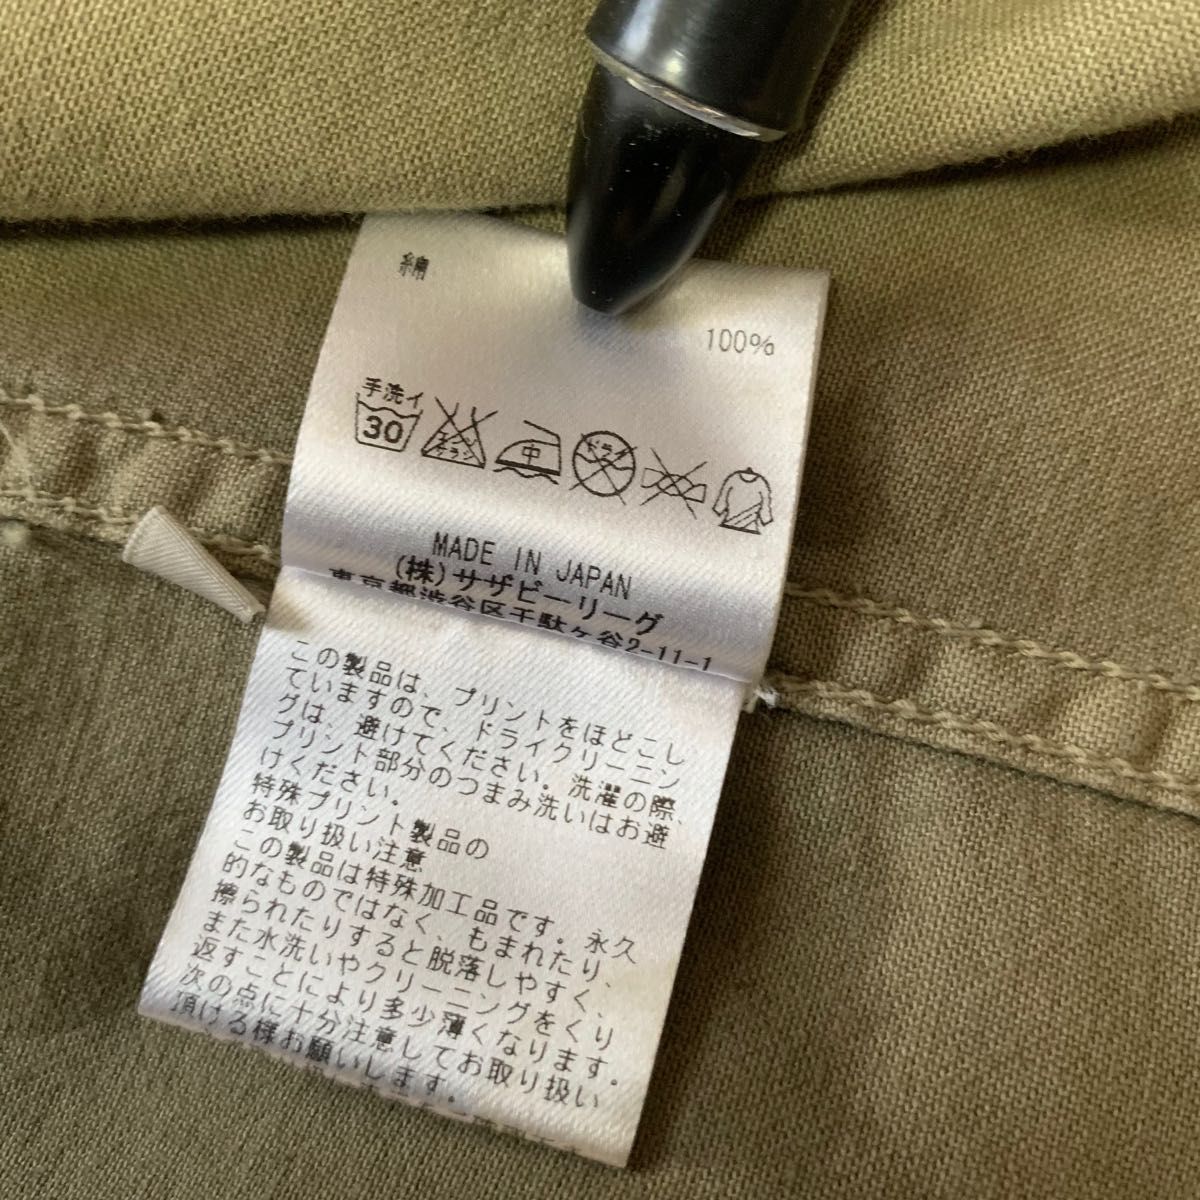 綿
100%
手洗イ
30
エンソ
サラシ
中
ドライ
MADE IN JAPAN
(株)サザビーリーグ
東京都渋谷区千駄ヶ谷2-11-1
この製品は、プリントをほどこし
ていますので、ドライクリーニン
グは、避けてください。洗濯の際、
プリント部分のつまみ洗いはお避
けください。
特殊プリント製品の
お取り扱い注意
この製品は特殊加工品です。永久
的なものではなく、もまれたり、
擦られたりすると脱落しやすく、
また水洗いやクリーニングをくり
返すことにより多少薄くなります。
次の点に十分注意してお取り扱い
頂ける様お願いします。